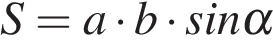 S = a · b · sinα